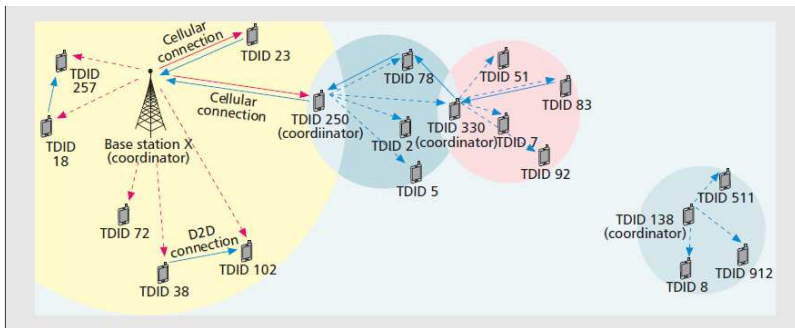 Cellular
connection
TDID 23
TDID
257
TDID
18
Base station X
(coordinator)
Cellular
connection
TDID 250
(coordiinator)
TDID 78
TDID 2
TDID 5
TDID 51
TDID 83
TDID 330
(coordinator)
TDID 7
TDID 92
TDID 72
D2D
connection
TDID 38
TDID 102
TDID 138
(coordinator)
TDID 511
TDID 8
TDID 912